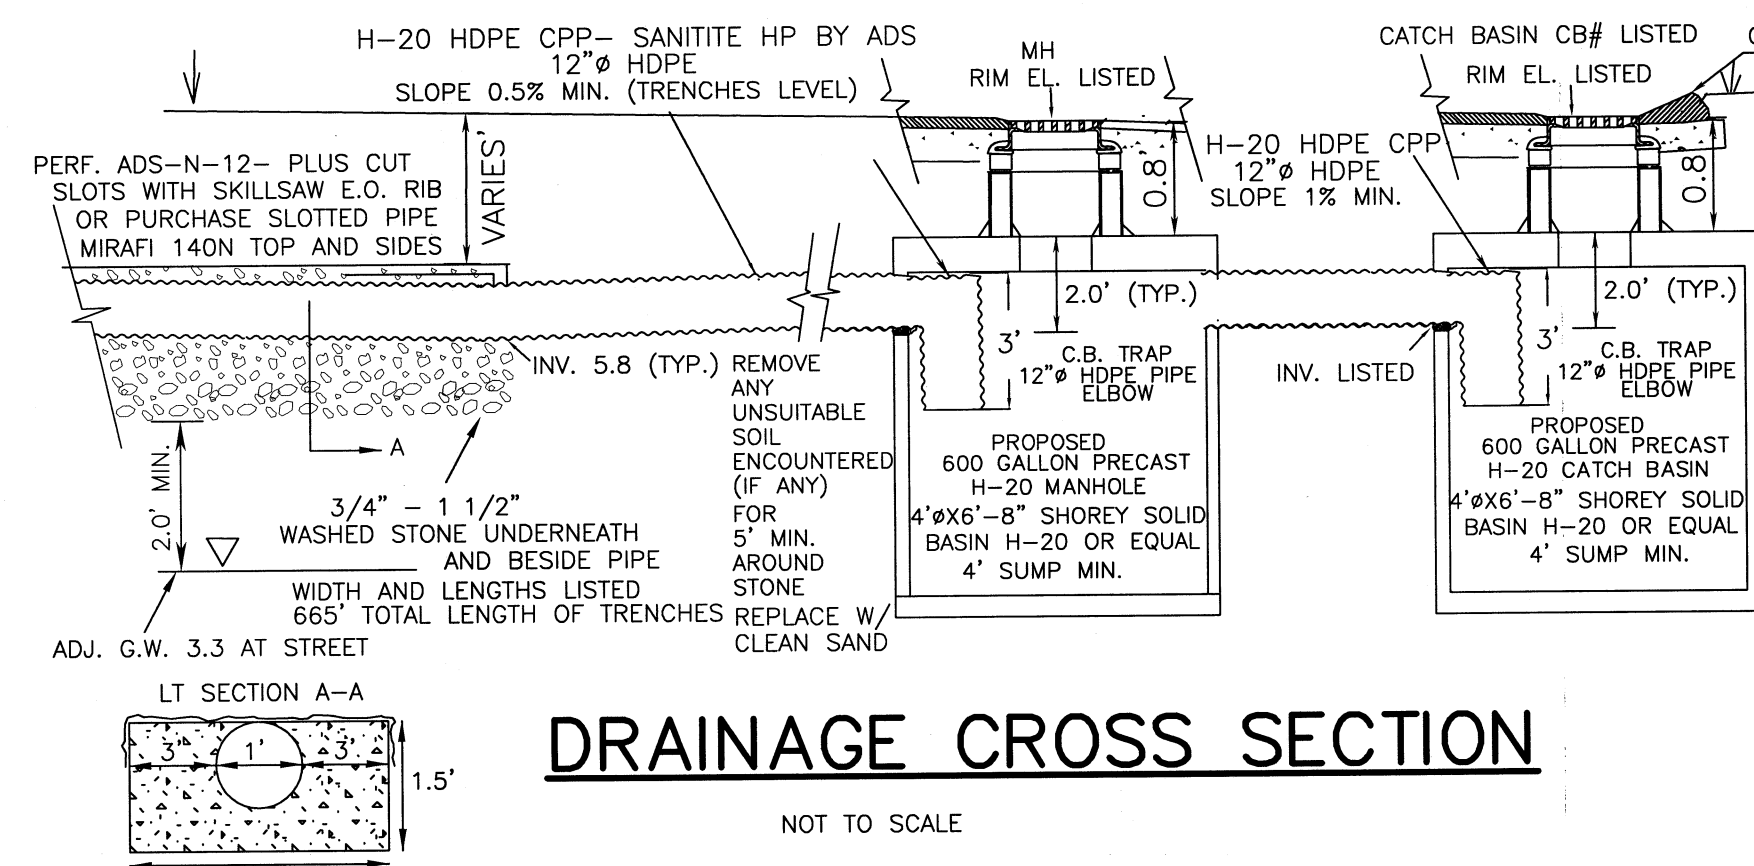 H-20 HDPE CPP- SANITITE HP BY ADS
12"ø HDPE
SLOPE 0.5% MIN. (TRENCHES LEVEL)
MH
RIM EL. LISTED
CATCH BASIN CB# LISTED
RIM EL. LISTED
PERF. ADS-N-12- PLUS CUT
SLOTS WITH SKILLSAW E.O. RIB
OR PURCHASE SLOTTED PIPE
MIRAFI 140N TOP AND SIDES
VARIES'
0.8'
H-20 HDPE CPP
12"ø HDPE
SLOPE 1% MIN.
0.8'
2.0' (TYP.)
3'
C.B. TRAP
12"ø HDPE PIPE
ELBOW
2.0' (TYP.)
3'
C.B. TRAP
12"ø HDPE PIPE
ELBOW
INV. 5.8 (TYP.)
INV. LISTED
REMOVE
ANY
UNSUITABLE
SOIL
ENCOUNTERED
(IF ANY)
FOR
5' MIN.
AROUND
STONE
REPLACE W/
CLEAN SAND
PROPOSED
600 GALLON PRECAST
H-20 MANHOLE
4'øX6'-8" SHOREY SOLID
BASIN H-20 OR EQUAL
4' SUMP MIN.
PROPOSED
600 GALLON PRECAST
H-20 CATCH BASIN
4'øX6'-8" SHOREY SOLID
BASIN H-20 OR EQUAL
4' SUMP MIN.
A
2.0' MIN.
3/4" - 1 1/2"
WASHED STONE UNDERNEATH
AND BESIDE PIPE
WIDTH AND LENGTHS LISTED
665' TOTAL LENGTH OF TRENCHES
ADJ. G.W. 3.3 AT STREET
LT SECTION A-A
3'
1'
3'
1.5'
DRAINAGE CROSS SECTION
NOT TO SCALE